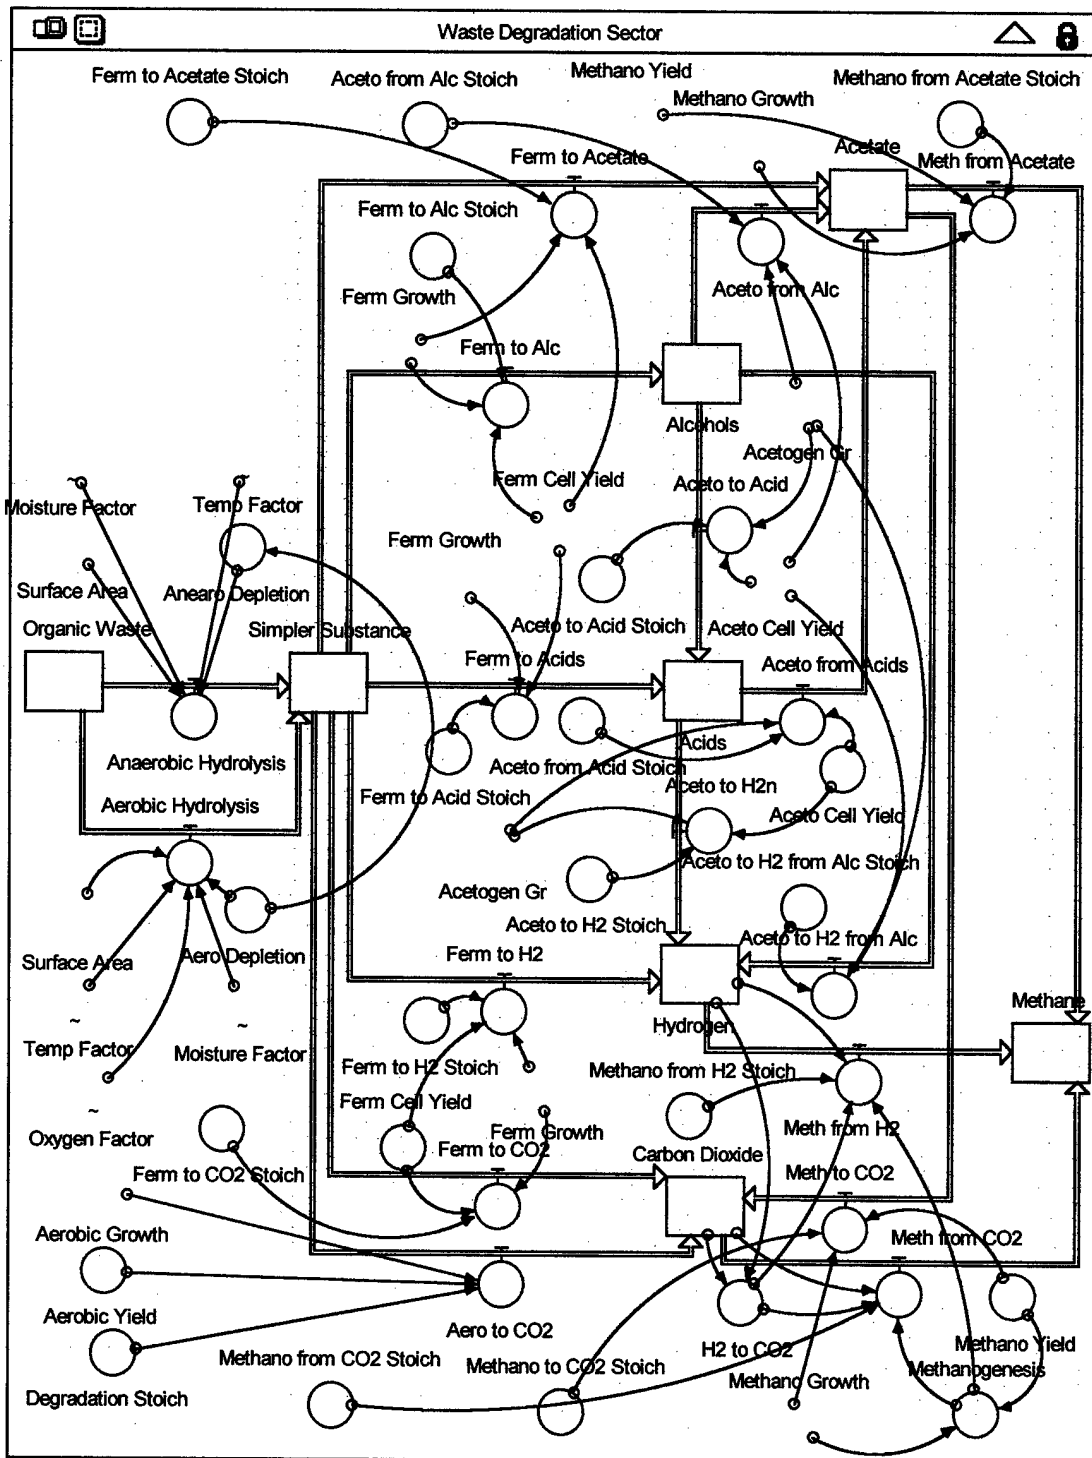 Waste Degradation Sector
Ferm to Acetate Stoich
Aceto from Alc Stoich
Methano Yield
Methano from Acetate Stoich
Methano Growth
Acetate
Ferm to Acetate
Meth from Acetate
Ferm to Alc Stoich
Aceto from Alc
Ferm Growth
Ferm to Alc
Alcohols
Acetogen Gr
Ferm Cell Yield
Aceto to Acid
~
~
Moisture Factor
Temp Factor
Ferm Growth
Surface Area
Anearo Depletion
Organic Waste
Simpler Substance
Aceto to Acid Stoich
Aceto Cell Yield
Ferm to Acids
Aceto from Acids
Acids
Anaerobic Hydrolysis
Aceto from Acid Stoich
Aceto to H2n
Aerobic Hydrolysis
Ferm to Acid Stoich
Aceto Cell Yield
Aceto to H2 from Alc Stoich
Acetogen Gr
Aceto to H2 Stoich
Aceto to H2 from Alc
Surface Area
Aero Depletion
Ferm to H2
Methane
~
~
Hydrogen
Temp Factor
Moisture Factor
Ferm to H2 Stoich
Methano from H2 Stoich
Ferm Cell Yield
~
Oxygen Factor
Ferm Growth
Meth from H2
Ferm to CO2
Carbon Dioxide
Ferm to CO2 Stoich
Meth to CO2
Aerobic Growth
Meth from CO2
Aerobic Yield
Aero to CO2
H2 to CO2
Methano Yield
Methano from CO2 Stoich
Methano to CO2 Stoich
Methanogenesis
Methano Growth
Degradation Stoich